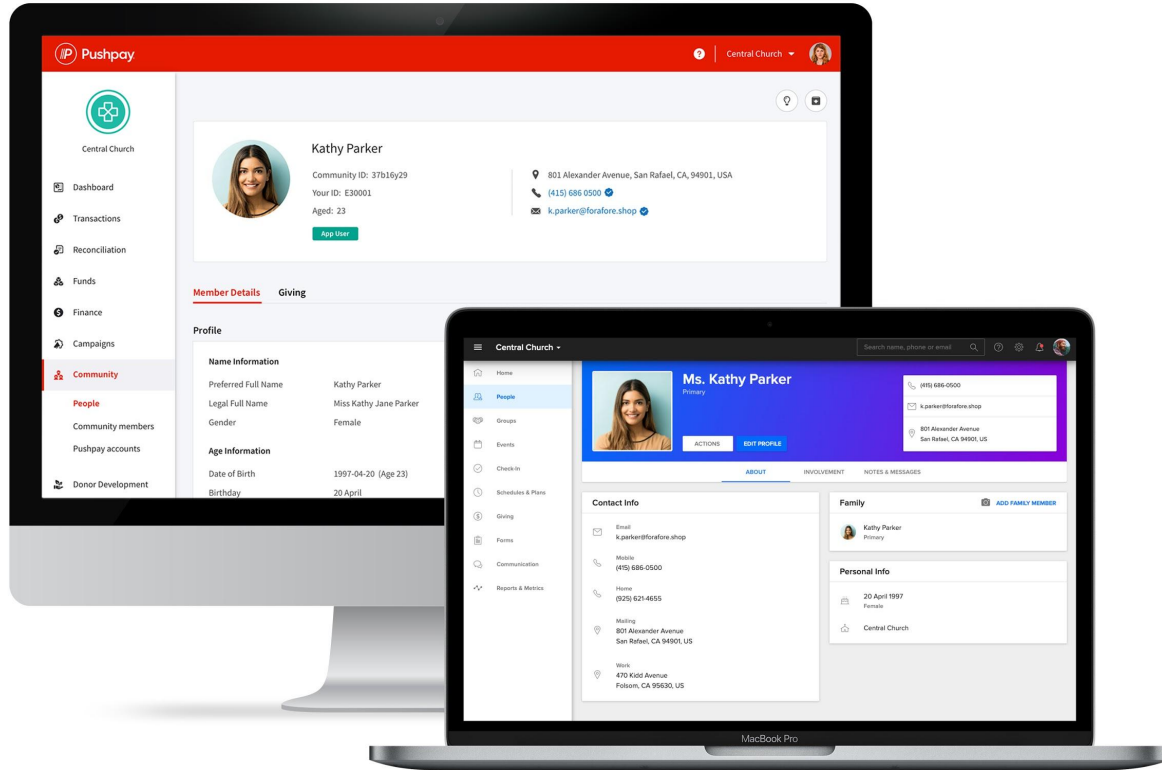 Pushpay
Central Church
Central Church
Dashboard
Transactions
Reconciliation
Funds
Finance
Campaigns
Community
People
Community members
Pushpay accounts
Donor Development
Kathy Parker
Community ID: 37b16y29
Your ID: E30001
Aged: 23
App User
801 Alexander Avenue, San Rafael, CA, 94901, USA
(415) 686 0500
k.parker@forafore.shop
Member Details Giving
Profile
Name Information
Preferred Full Name Kathy Parker
Legal Full Name Miss Kathy Jane Parker
Gender Female
Age Information
Date of Birth 1997-04-20 (Age 23)
Birthday 20 April
Central Church
Search name, phone or email
Home
People
Groups
Events
Check-In
Schedules & Plans
Giving
Forms
Communication
Reports & Metrics
Ms. Kathy Parker
Primary
ACTIONS EDIT PROFILE
(415) 686-0500
k.parker@forafore.shop
801 Alexander Avenue
San Rafael, CA 94901, US
ABOUT INVOLVEMENT NOTES & MESSAGES
Contact Info
Email
k.parker@forafore.shop
Mobile
(415) 686-0500
Home
(925) 621-4655
Mailing
801 Alexander Avenue
San Rafael, CA 94901, US
Work
470 Kidd Avenue
Folsom, CA 95630, US
Family ADD FAMILY MEMBER
Kathy Parker
Primary
Personal Info
20 April 1997
Female
Central Church
MacBook Pro